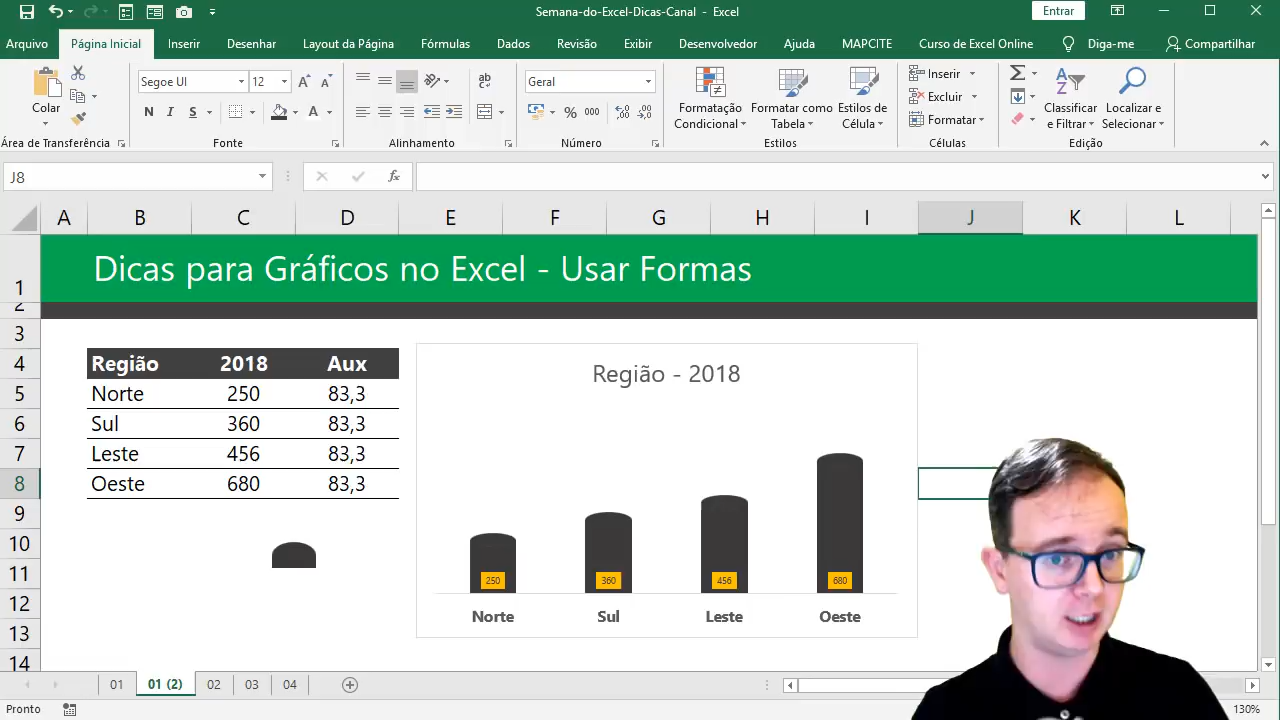 Semana-do-Excel-Dicas-Canal - Excel
Entrar
Arquivo Página Inicial Inserir Desenhar Layout da Página Fórmulas Dados Revisão Exibir Desenvolvedor Ajuda MAPCITE Curso de Excel Online Diga-me Compartilhar
Colar
Segoe UI 12
N I S
Geral
% 000
Formatação Condicional
Formatar como Tabela
Estilos de Célula
Inserir
Excluir
Formatar
Classificar e Filtrar
Localizar e Selecionar
Área de Transferência Fonte Alinhamento Número Estilos Células Edição
J8 fx
A B C D E F G H I J K L
1 Dicas para Gráficos no Excel - Usar Formas
2
3
4 Região 2018 Aux
5 Norte 250 83,3
6 Sul 360 83,3
7 Leste 456 83,3
8 Oeste 680 83,3
9
10
11
12
13
14
Região - 2018
250 360 456 680
Norte Sul Leste Oeste
01 01 (2) 02 03 04
Pronto 130%